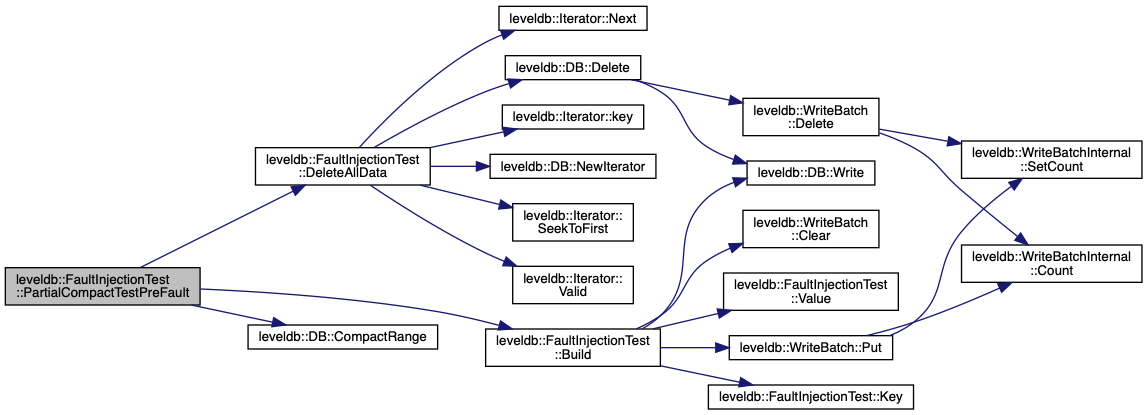 leveldb::FaultInjectionTest
::PartialCompactTestPreFault
leveldb::FaultInjectionTest
::DeleteAllData
leveldb::DB::CompactRange
leveldb::Iterator::Next
leveldb::DB::Delete
leveldb::Iterator::key
leveldb::DB::NewIterator
leveldb::Iterator::
SeekToFirst
leveldb::Iterator::
Valid
leveldb::FaultInjectionTest
::Build
leveldb::WriteBatch
::Delete
leveldb::DB::Write
leveldb::WriteBatch
::Clear
leveldb::FaultInjectionTest
::Value
leveldb::WriteBatch::Put
leveldb::FaultInjectionTest::Key
leveldb::WriteBatchInternal
::SetCount
leveldb::WriteBatchInternal
::Count